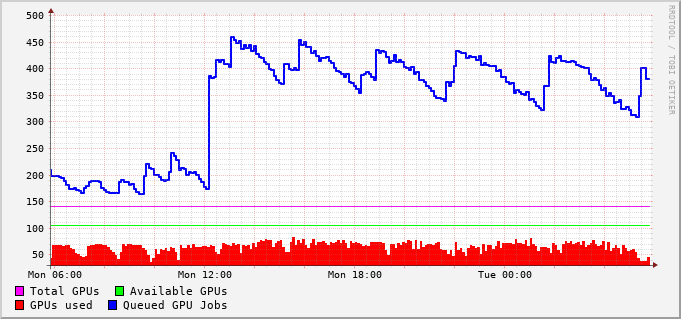 500
450
400
350
300
250
200
150
100
50
Mon 06:00 Mon 12:00 Mon 18:00 Tue 00:00
Total GPUs Available GPUs
GPUs used Queued GPU Jobs
RRDTOOL / TOBI OETIKER